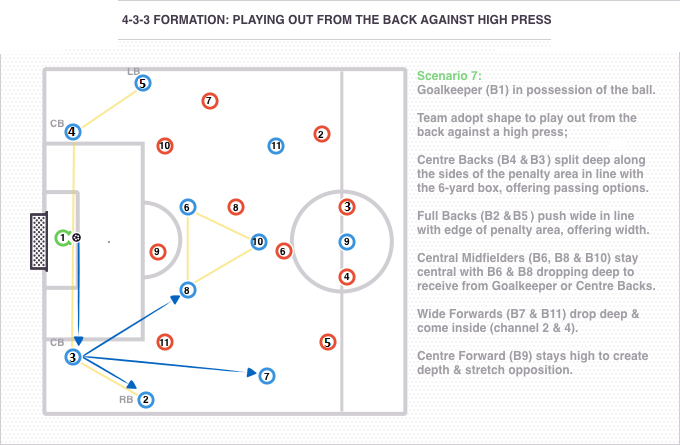 4-3-3 FORMATION: PLAYING OUT FROM THE BACK AGAINST HIGH PRESS
LB
5
7
CB
4
2
10
11
6
8
3
1
10
9
9
6
4
8
11
5
CB
3
7
RB
2
Scenario 7:
Goalkeeper (B1) in possession of the ball.
Team adopt shape to play out from the
back against a high press;
Centre Backs (B4 & B3 ) split deep along
the sides of the penalty area in line with
the 6-yard box, offering passing options.
Full Backs (B2 & B5 ) push wide in line
with edge of penalty area, offering width.
Central Midfielders (B6, B8 & B10) stay
central with B6 & B8 dropping deep to
receive from Goalkeeper or Centre Backs.
Wide Forwards (B7 & B11) drop deep &
come inside (channel 2 & 4).
Centre Forward (B9) stays high to create
depth & stretch opposition.